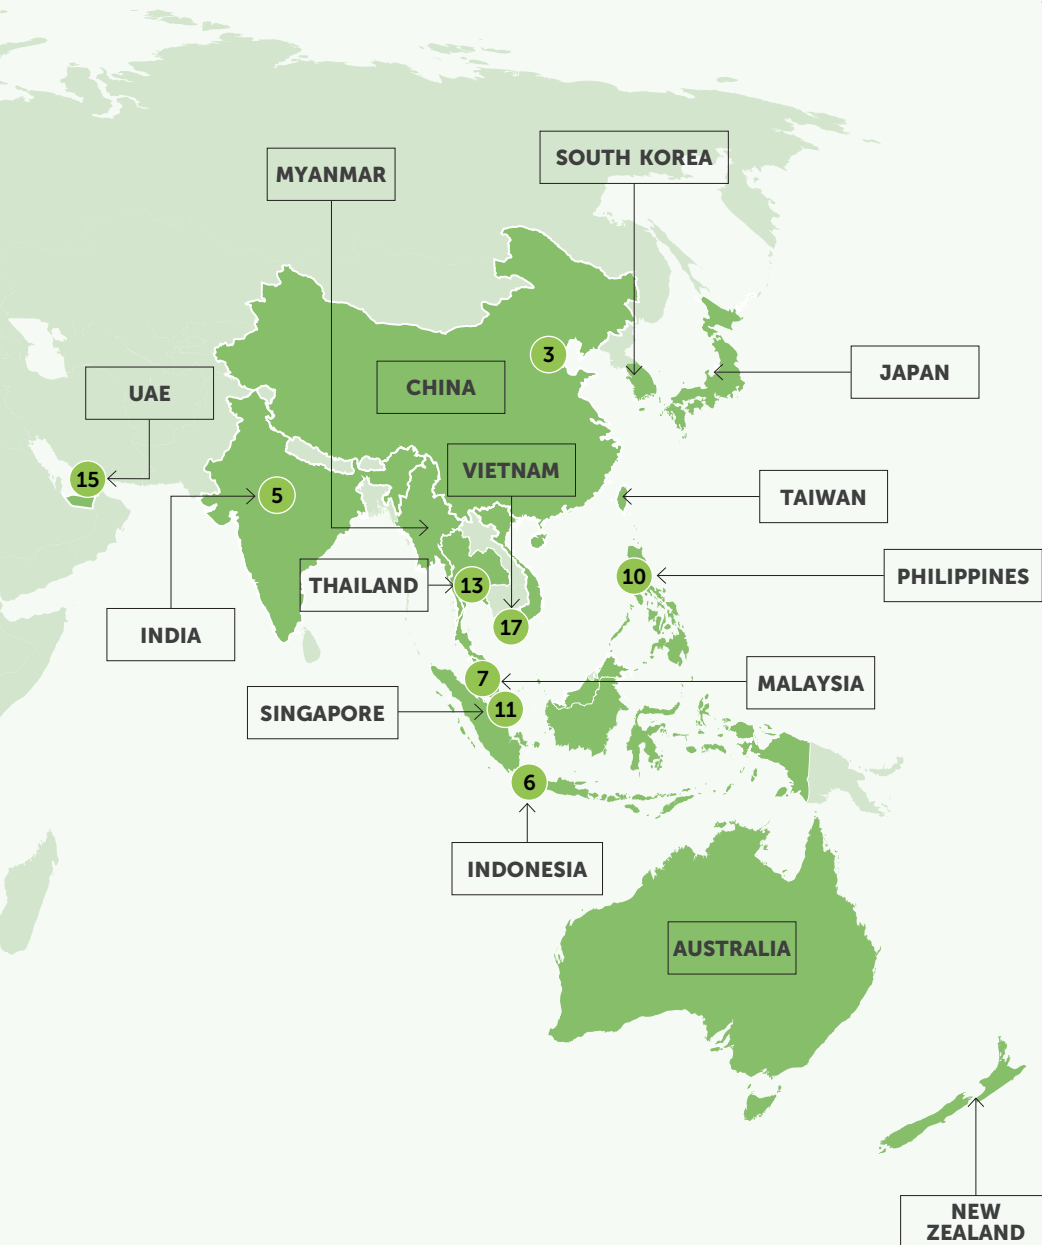 SOUTH KOREA
MYANMAR
3
JAPAN
CHINA
UAE
VIETNAM
15
5
TAIWAN
THAILAND
13
10
PHILIPPINES
17
INDIA
7
MALAYSIA
SINGAPORE
11
6
INDONESIA
AUSTRALIA
NEW
ZEALAND